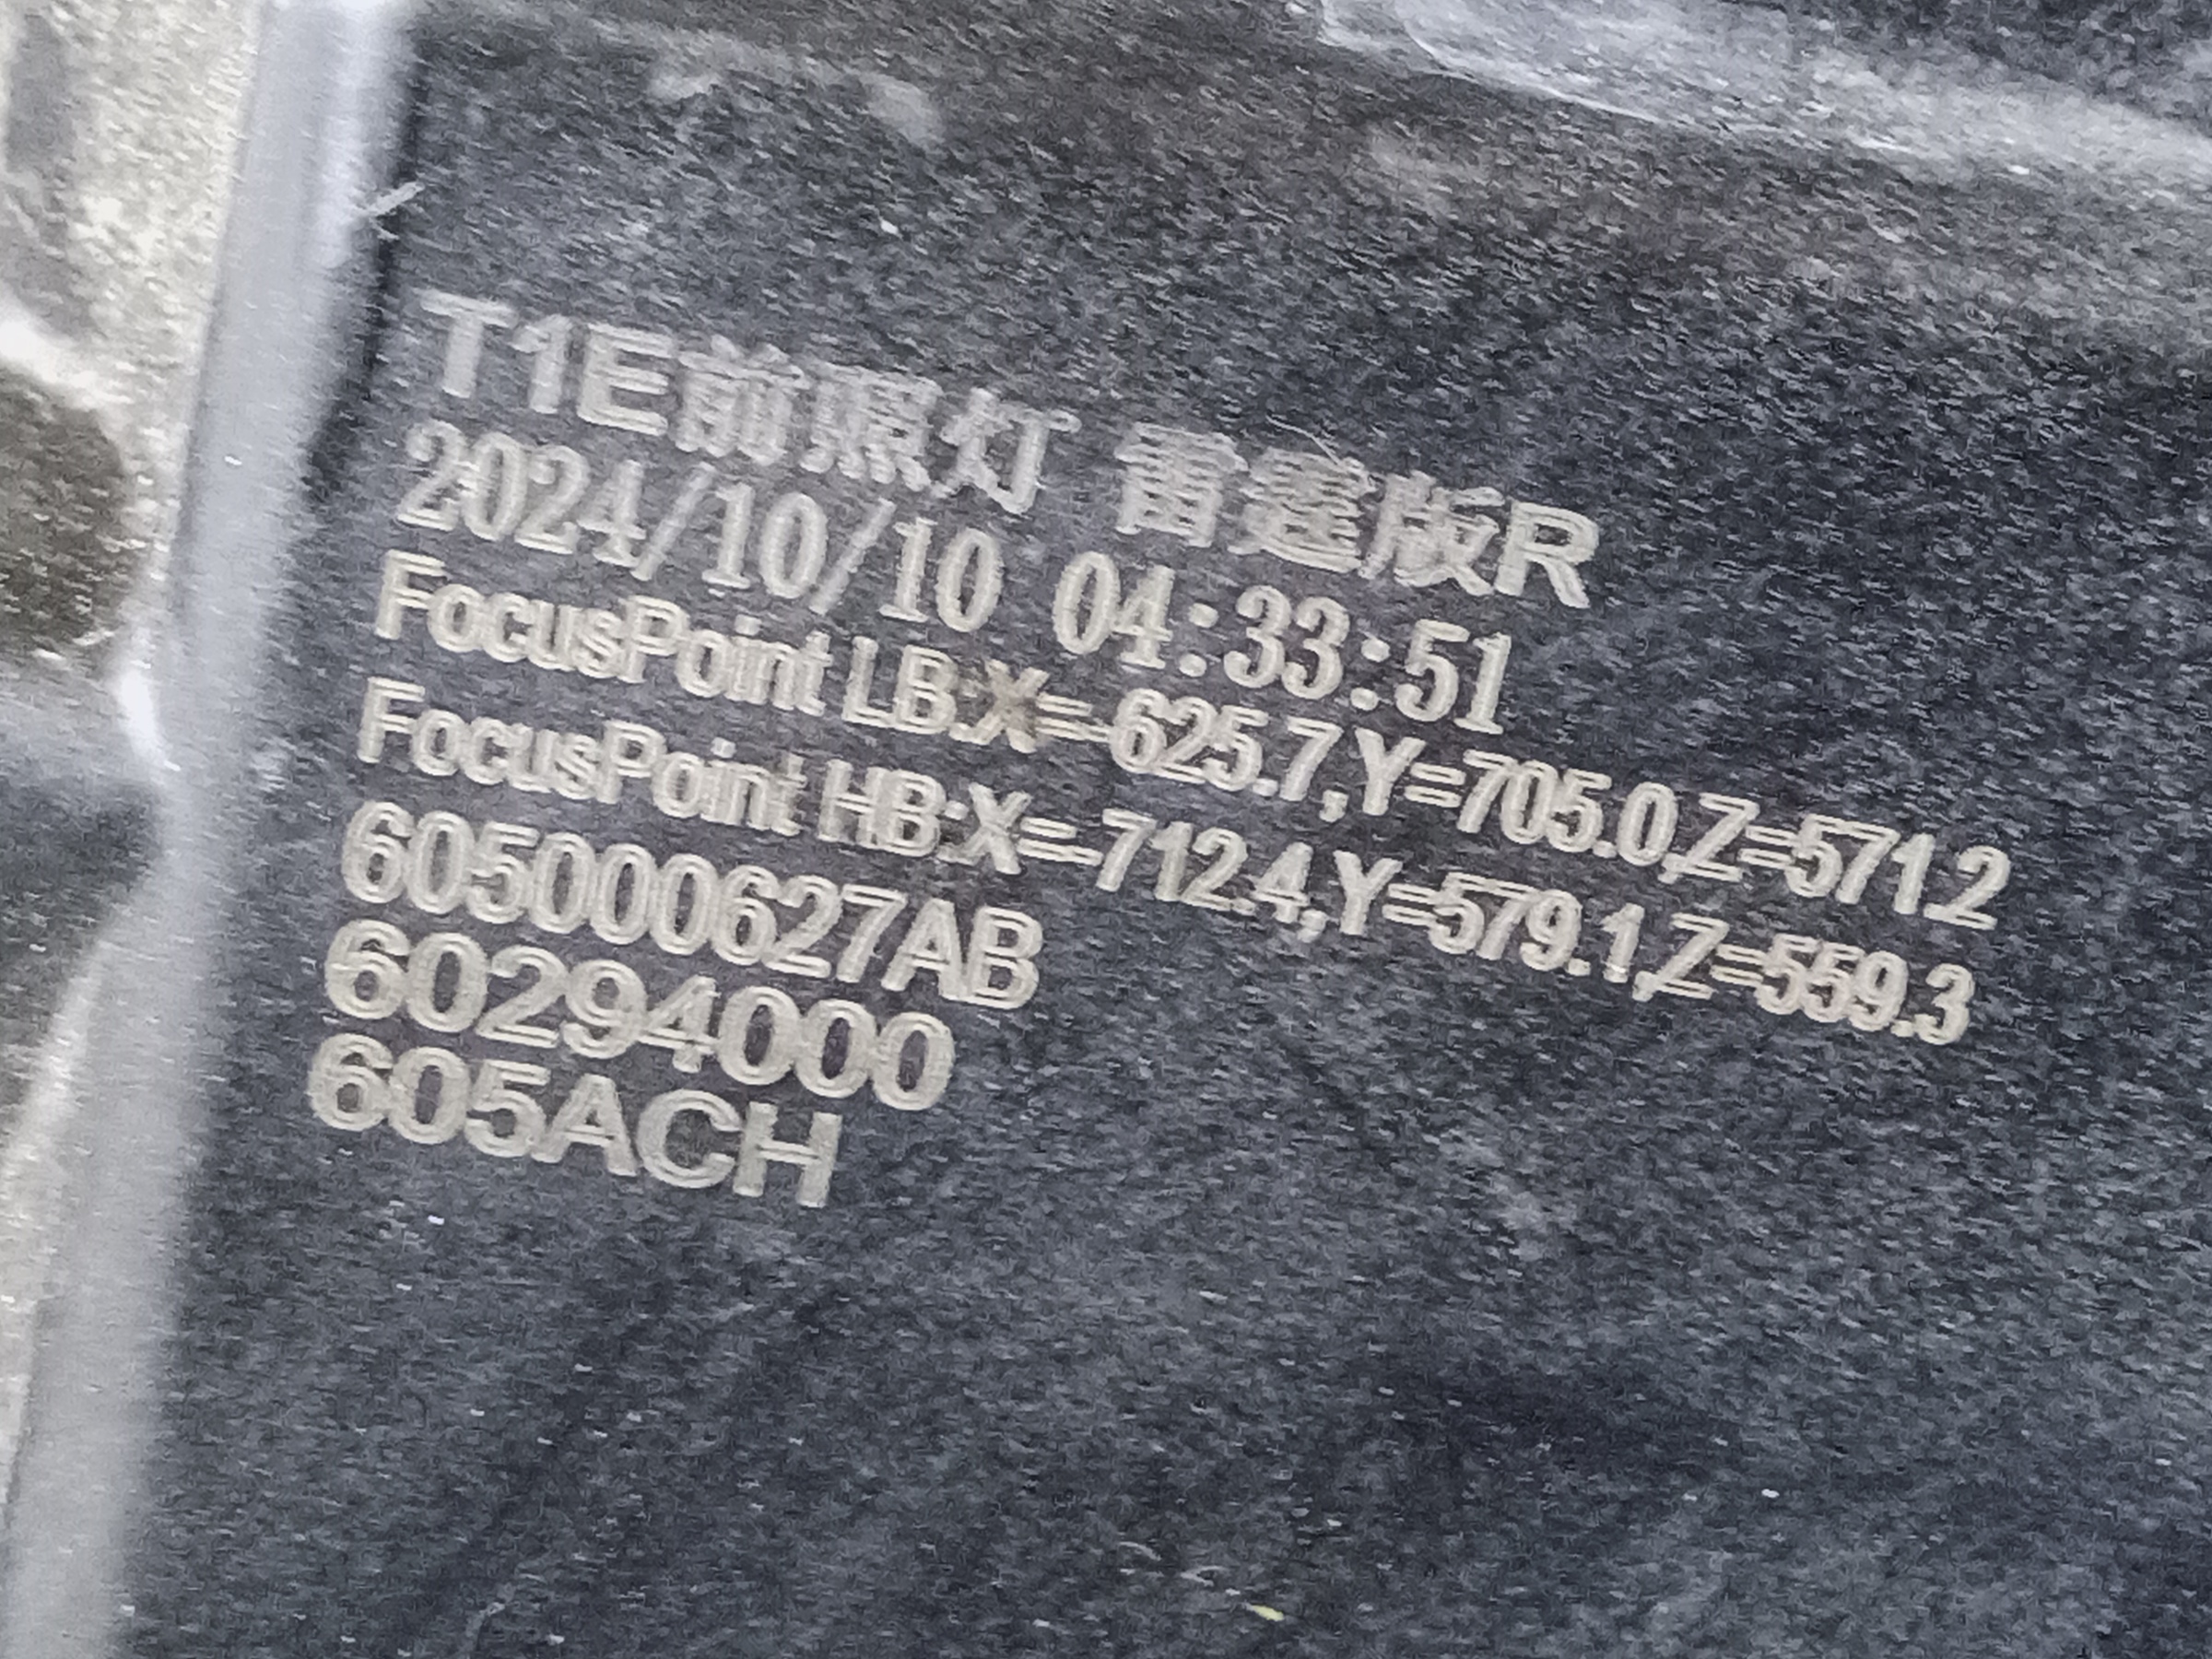 T1E前照灯 雷霆版R
2024/10/10 04:33:51
FocusPoint LB:X=-625.7,Y=705.0,Z=571.2
FocusPoint HB:X=-712.4,Y=579.1,Z=559.3
605000627AB
60294000
605ACH